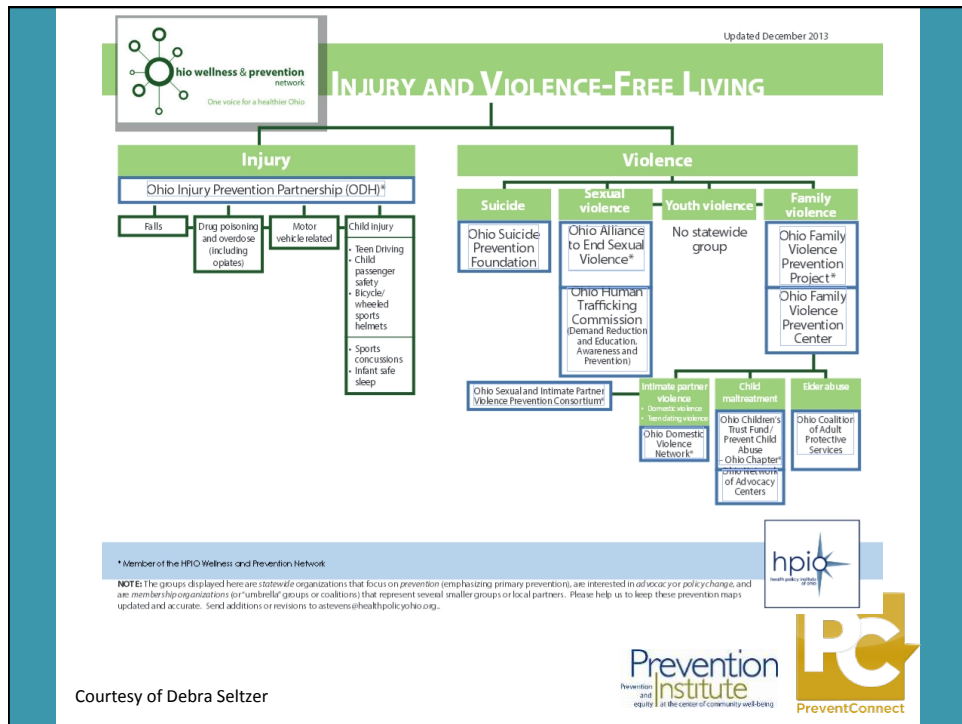 Updated December 2013
hio wellness & prevention
network
One voice for a healthier Ohio
INJURY AND VIOLENCE-FREE LIVING
Injury
Ohio Injury Prevention Partnership (ODH)*
Falls
Drug poisoning
and overdose
(including
opiates)
Motor
vehicle related
Child injury
• Teen Driving
• Child
passenger
safety
• Bicycle/
wheeled
sports
helmets
• Sports
concussions
• Infant safe
sleep
Violence
Suicide
Ohio Suicide
Prevention
Foundation
Sexual
violence
Ohio Alliance
to End Sexual
Violence*
Ohio Human
Trafficking
Commission
(Demand Reduction
and Education,
Awareness and
Prevention)
Youth violence
No statewide
group
Family
violence
Ohio Family
Violence
Prevention
Project*
Ohio Family
Violence
Prevention
Center
Ohio Sexual and Intimate Partner
Violence Prevention Consortium*
Intimate partner
violence
• Domestic violence
• Teen dating violence
Ohio Domestic
Violence
Network*
Child
maltreatment
Ohio Children's
Trust Fund/
Prevent Child
Abuse
- Ohio Chapter*
Ohio Network
of Advocacy
Centers
Elder abuse
Ohio Coalition
of Adult
Protective
Services
* Member of the HPIO Wellness and Prevention Network
hpio
health policy institute
of ohio
NOTE: The groups displayed here are statewide organizations that focus on prevention (emphasizing primary prevention), are interested in advocacy or policy change, and
are membership organizations (or "umbrella" groups or coalitions) that represent several smaller groups or local partners. Please help us to keep these prevention maps
updated and accurate. Send additions or revisions to astevens@healthpolicyohio.org..
Courtesy of Debra Seltzer
Prevention
Institute
Prevention
and
equity at the center of community well-being
PC
PreventConnect